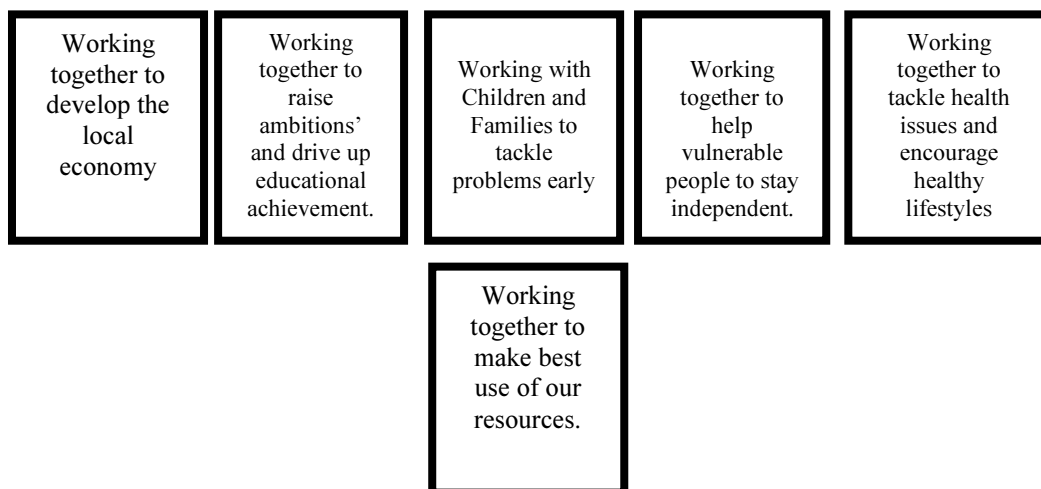 Working
together to
develop the
local
economy
Working
together to
raise
ambitions’
and drive up
educational
achievement.
Working with
Children and
Families to
tackle
problems early
Working
together to
help
vulnerable
people to stay
independent.
Working
together to
tackle health
issues and
encourage
healthy
lifestyles
Working
together to
make best
use of our
resources.